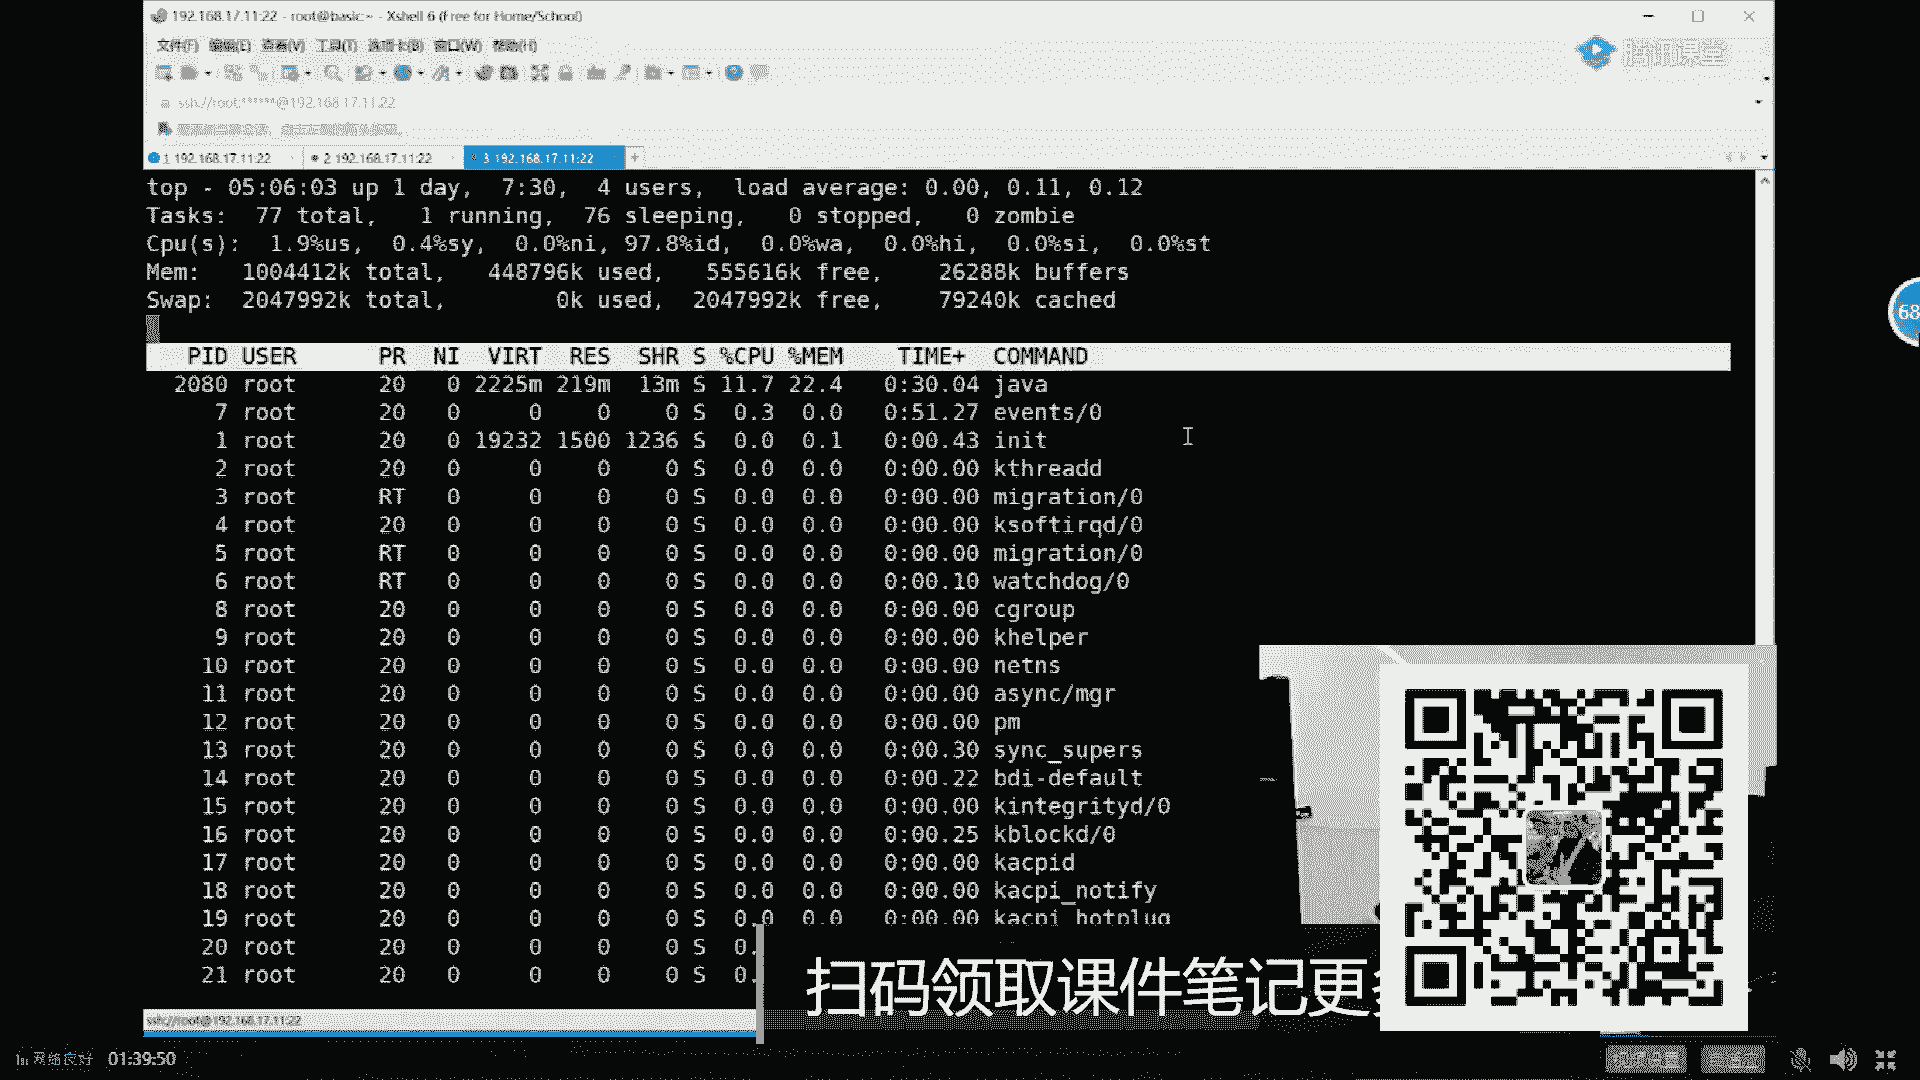 192.168.17.11:22 - root@basic:~ - Xshell 6 (Free for Home/School)
文件(F) 编辑(E) 查看(V) 工具(T) 选项卡(B) 窗口(W) 帮助(H)
腾讯课堂
ssh://root:******@192.168.17.11:22
1 192.168.17.11:22 2 192.168.17.11:22 3 192.168.17.11:22 +
top - 05:06:03 up 1 day,  7:30,  4 users,  load average: 0.00, 0.11, 0.12
Tasks:  77 total,   1 running,  76 sleeping,   0 stopped,   0 zombie
Cpu(s):  1.9%us,  0.4%sy,  0.0%ni, 97.8%id,  0.0%wa,  0.0%hi,  0.0%si,  0.0%st
Mem:   1004412k total,   448796k used,   555616k free,    26288k buffers
Swap:  2047992k total,        0k used,  2047992k free,    79240k cached
PID USER PR NI VIRT RES SHR S %CPU %MEM TIME+ COMMAND
2080 root 20 0 2225m 219m 13m S 11.7 22.4 0:30.04 java
7 root 20 0 0 0 0 S 0.3 0.0 0:51.27 events/0
1 root 20 0 19232 1500 1236 S 0.0 0.1 0:00.43 init
2 root 20 0 0 0 0 S 0.0 0.0 0:00.00 kthreadd
3 root RT 0 0 0 0 S 0.0 0.0 0:00.00 migration/0
4 root 20 0 0 0 0 S 0.0 0.0 0:00.00 ksoftirqd/0
5 root RT 0 0 0 0 S 0.0 0.0 0:00.00 migration/0
6 root RT 0 0 0 0 S 0.0 0.0 0:00.10 watchdog/0
8 root 20 0 0 0 0 S 0.0 0.0 0:00.00 cgroup
9 root 20 0 0 0 0 S 0.0 0.0 0:00.00 khelper
10 root 20 0 0 0 0 S 0.0 0.0 0:00.00 netns
11 root 20 0 0 0 0 S 0.0 0.0 0:00.00 async/mgr
12 root 20 0 0 0 0 S 0.0 0.0 0:00.00 pm
13 root 20 0 0 0 0 S 0.0 0.0 0:00.30 sync_supers
14 root 20 0 0 0 0 S 0.0 0.0 0:00.22 bdi-default
15 root 20 0 0 0 0 S 0.0 0.0 0:00.00 kintegrityd/0
16 root 20 0 0 0 0 S 0.0 0.0 0:00.25 kblockd/0
17 root 20 0 0 0 0 S 0.0 0.0 0:00.00 kacpid
18 root 20 0 0 0 0 S 0.0 0.0 0:00.00 kacpi_notify
19 root 20 0 0 0 0 S 0.0 0.0 0:00.00 kacpi_hotplug
20 root 20 0 0 0 0 S 0.
21 root 20 0 0 0 0 S 0.
68
扫码领取课件笔记更
ssh://root@192.168.17.11:22
网络良好 01:39:50